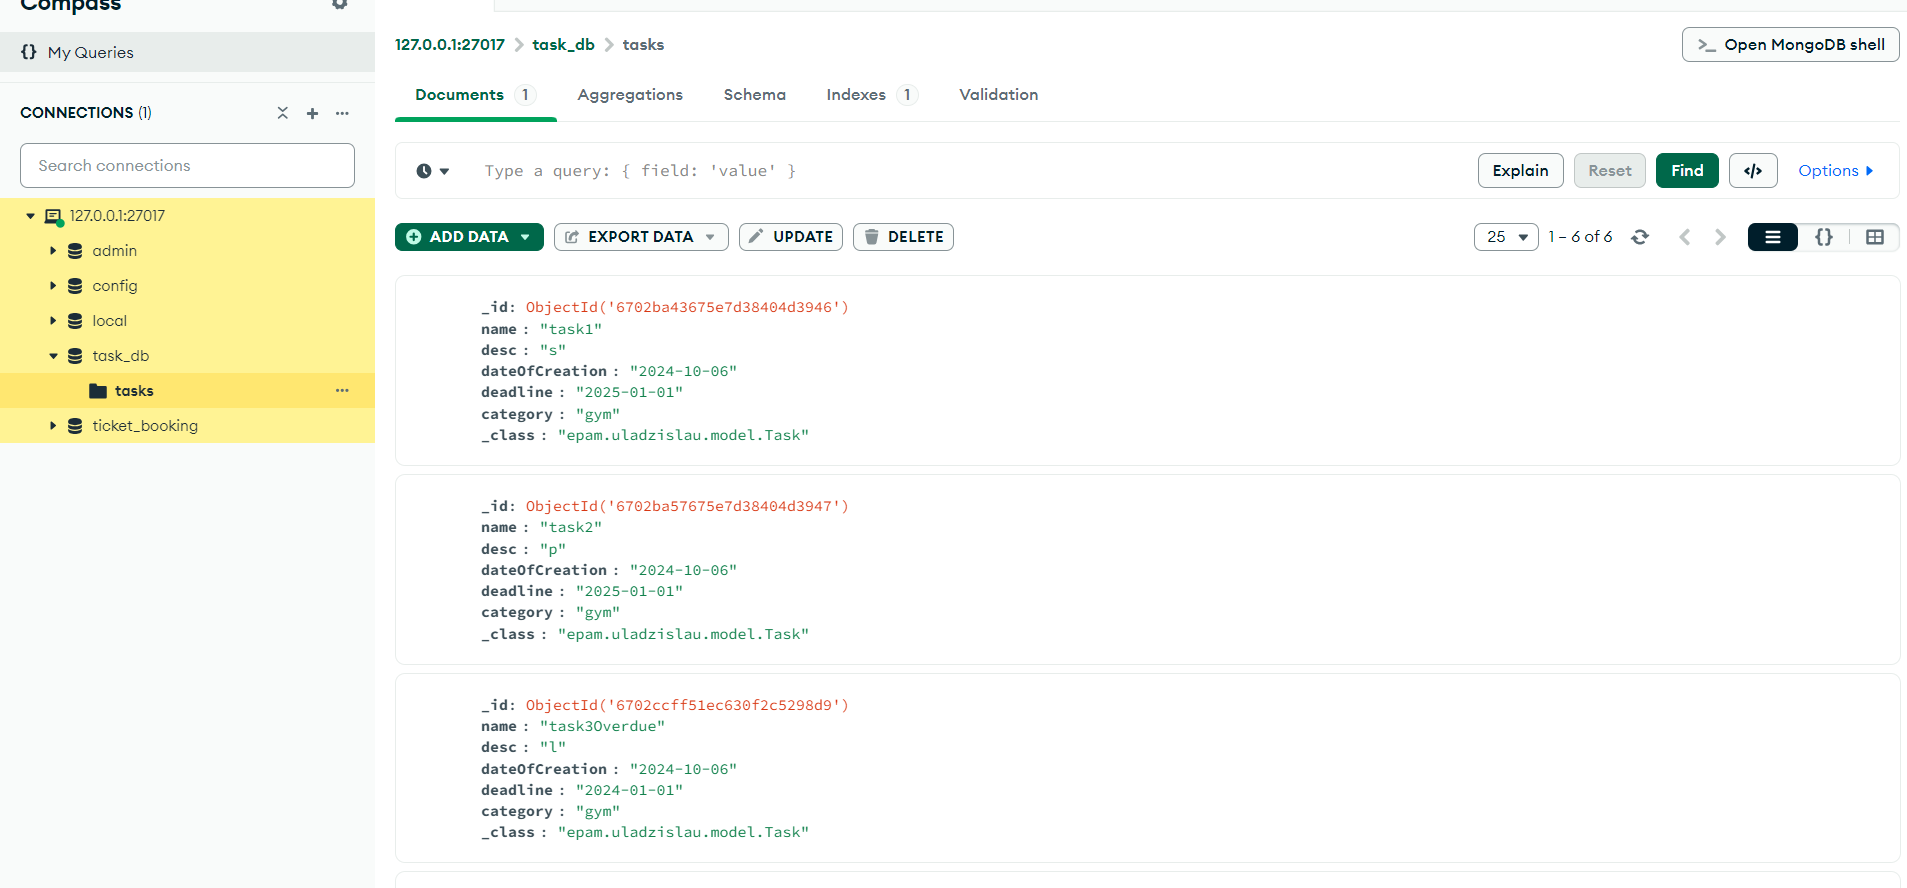 Compass
{} My Queries
CONNECTIONS (1)
Search connections
127.0.0.1:27017
admin
config
local
task_db
tasks
ticket_booking
127.0.0.1:27017 > task_db > tasks
>_ Open MongoDB shell
Documents 1 Aggregations Schema Indexes 1 Validation
Type a query: { field: 'value' }
Explain Reset Find </> Options
ADD DATA EXPORT DATA UPDATE DELETE
25 1 – 6 of 6 {}
_id: ObjectId('6702ba43675e7d38404d3946')
name : "task1"
desc : "s"
dateOfCreation : "2024-10-06"
deadline : "2025-01-01"
category : "gym"
_class : "epam.uladzislau.model.Task"
_id: ObjectId('6702ba57675e7d38404d3947')
name : "task2"
desc : "p"
dateOfCreation : "2024-10-06"
deadline : "2025-01-01"
category : "gym"
_class : "epam.uladzislau.model.Task"
_id: ObjectId('6702ccff51ec630f2c5298d9')
name : "task3Overdue"
desc : "l"
dateOfCreation : "2024-10-06"
deadline : "2024-01-01"
category : "gym"
_class : "epam.uladzislau.model.Task"